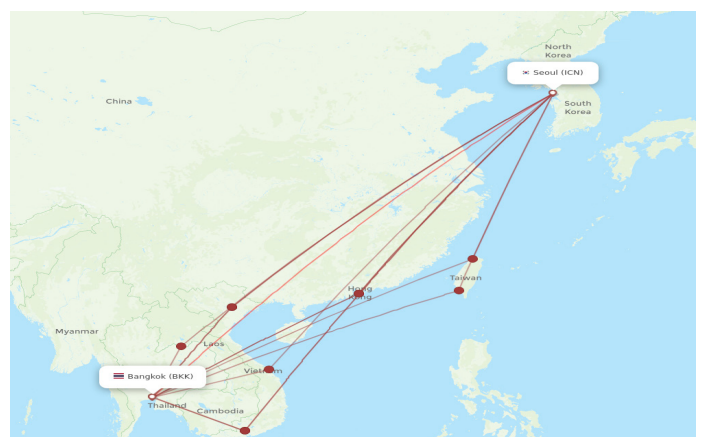 North
Korea
Seoul (ICN)
China
South
Korea
Hong
Kong
Taiwan
Myanmar
Laos
Vietnam
Bangkok (BKK)
Thailand
Cambodia